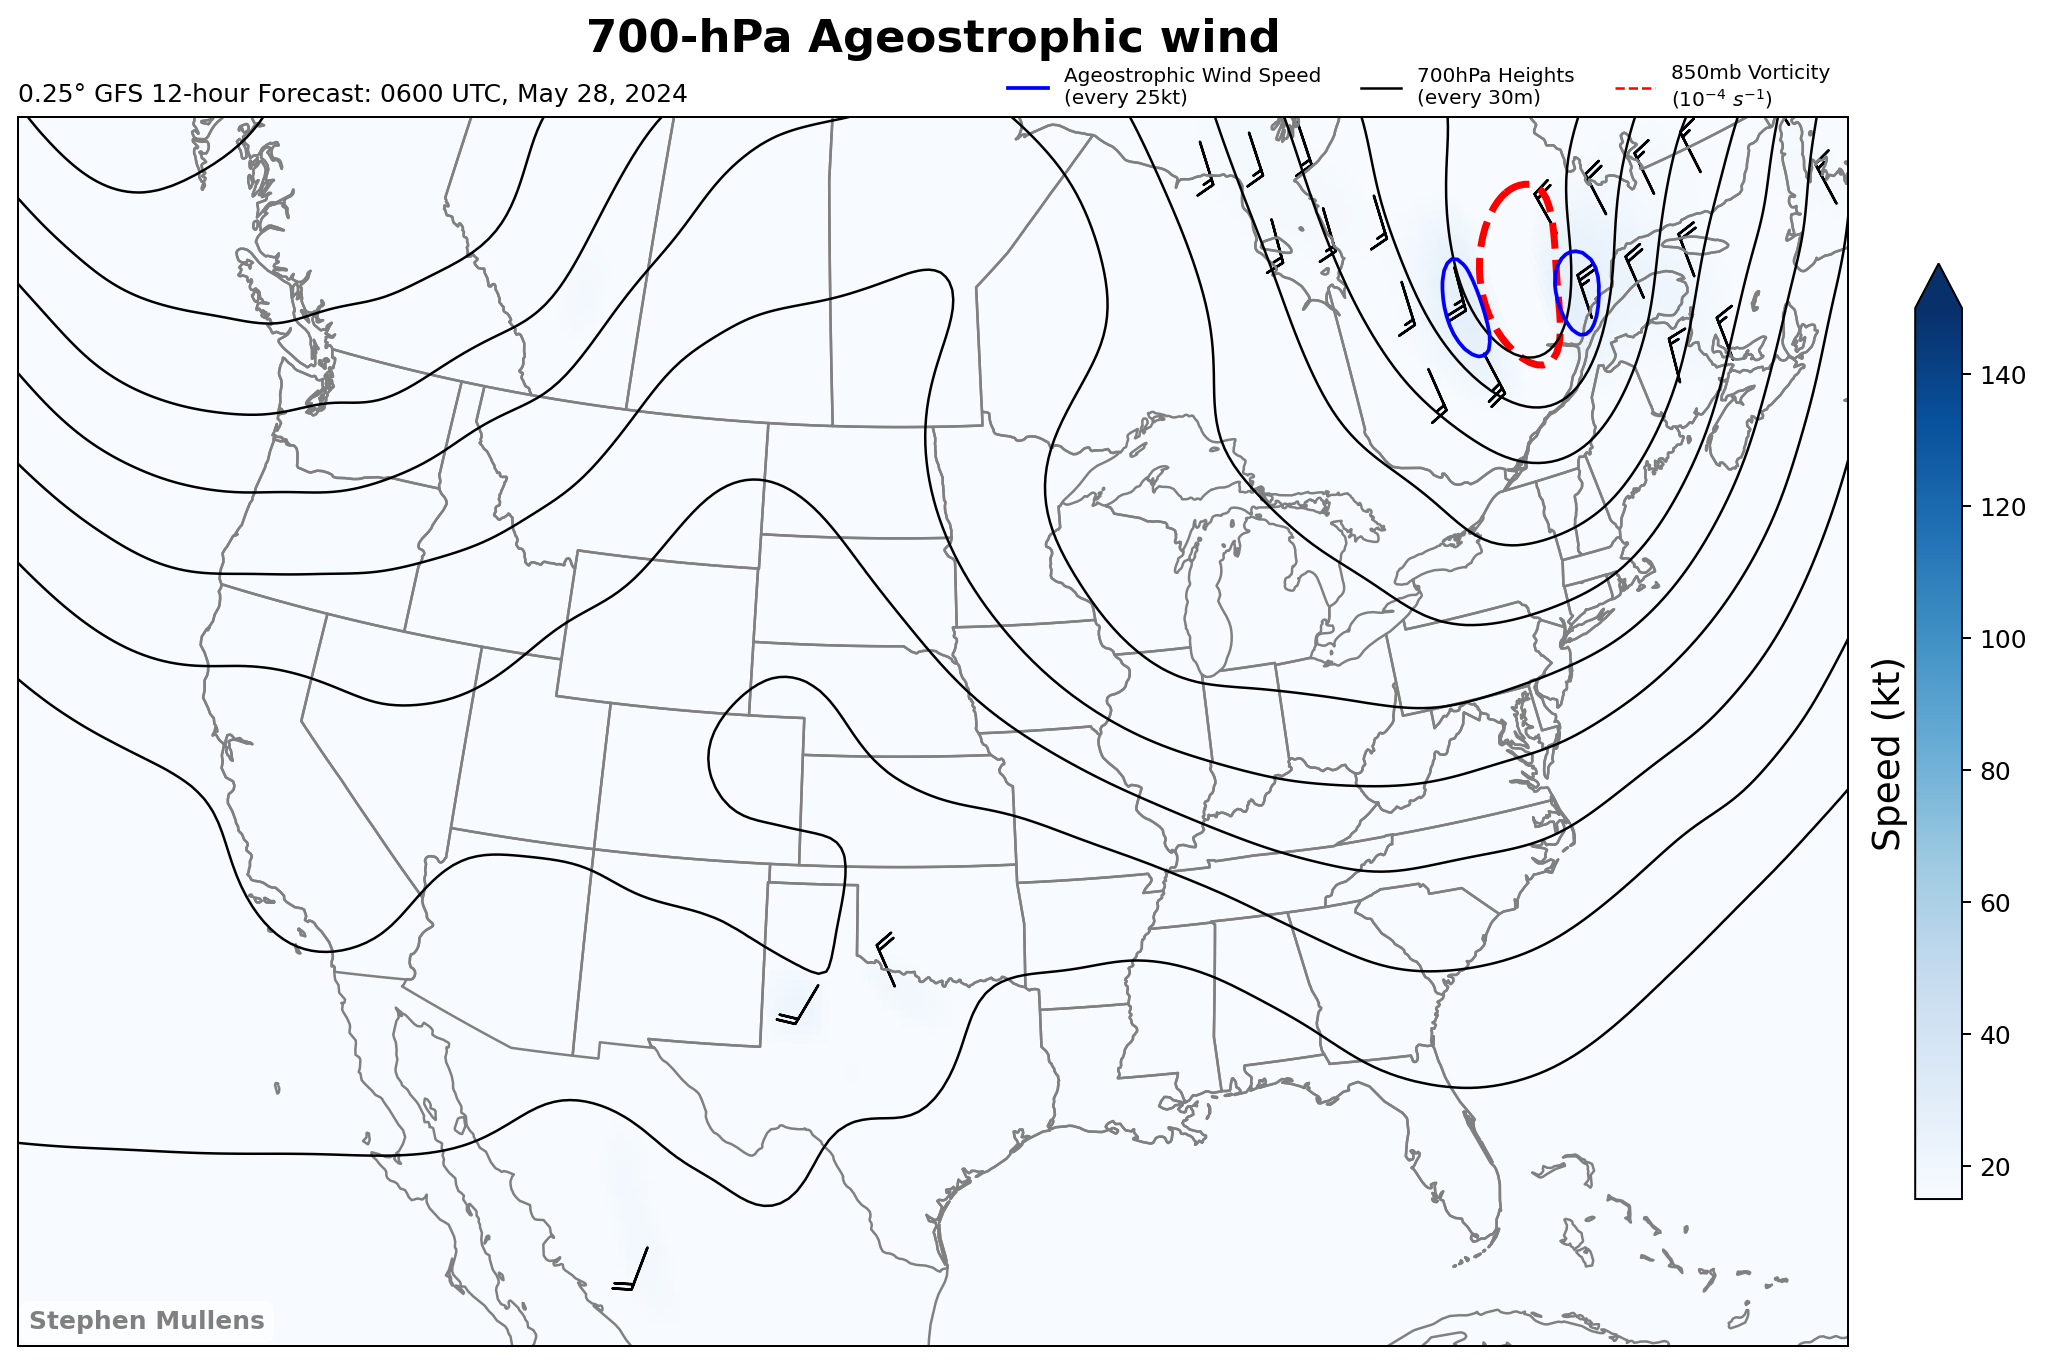 700-hPa Ageostrophic wind
0.25° GFS 12-hour Forecast: 0600 UTC, May 28, 2024
Ageostrophic Wind Speed
(every 25kt)
700hPa Heights
(every 30m)
850mb Vorticity
(10⁻⁴ s⁻¹)
140
120
100
80
60
40
20
Speed (kt)
Stephen Mullens